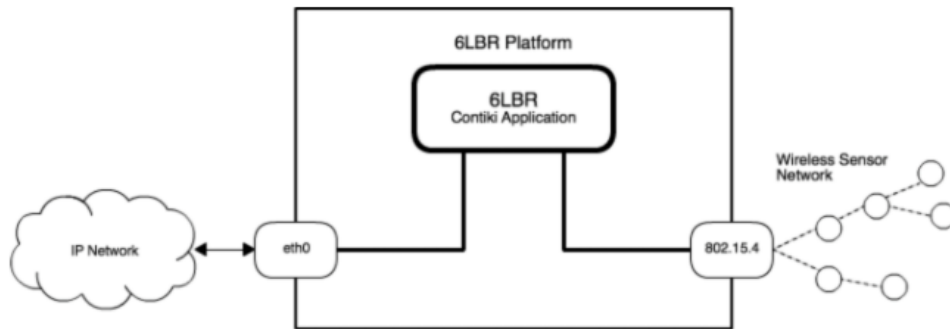 6LBR Platform
6LBR
Contiki Application
Wireless Sensor
Network
IP Network
eth0
802.15.4